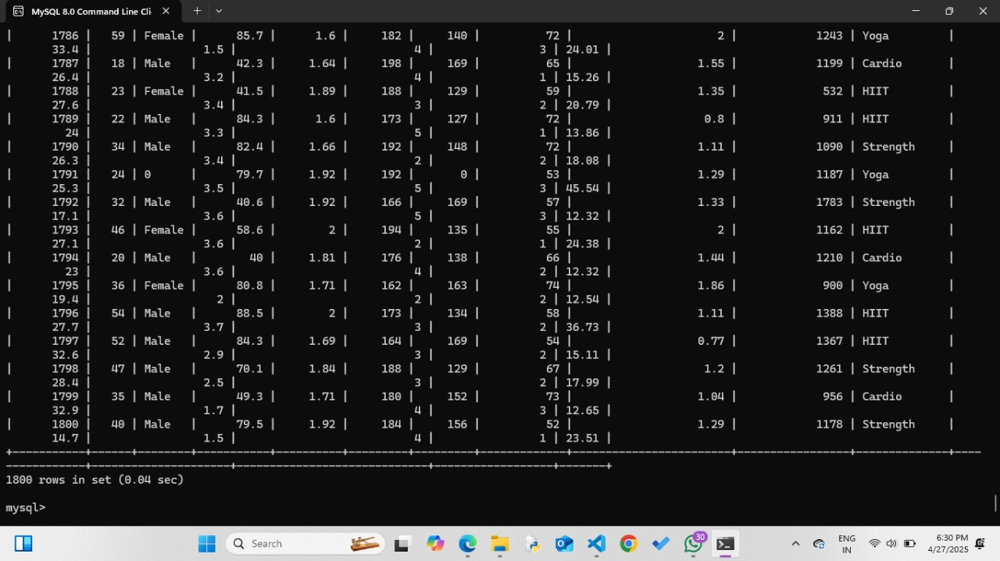 MySQL 8.0 Command Line Cli
|      1786 |   59 | Female |      85.7 |      1.6 |     182 |     140 |          72 |                    2 |            1243 | Yoga         |
         33.4 |                 1.5 |                          4 |                3 | 24.01 |
|      1787 |   18 | Male   |      42.3 |     1.64 |     198 |     169 |          65 |                 1.55 |            1199 | Cardio       |
         26.4 |                 3.2 |                          4 |                1 | 15.26 |
|      1788 |   23 | Female |      41.5 |     1.89 |     188 |     129 |          59 |                 1.35 |             532 | HIIT         |
         27.6 |                 3.4 |                          3 |                2 | 20.79 |
|      1789 |   22 | Male   |      84.3 |      1.6 |     173 |     127 |          72 |                  0.8 |             911 | HIIT         |
           24 |                 3.3 |                          5 |                1 | 13.86 |
|      1790 |   34 | Male   |      82.4 |     1.66 |     192 |     148 |          72 |                 1.11 |            1090 | Strength     |
         26.3 |                 3.4 |                          2 |                2 | 18.08 |
|      1791 |   24 | 0      |      79.7 |     1.92 |     192 |       0 |          53 |                 1.29 |            1187 | Yoga         |
         25.3 |                 3.5 |                          5 |                3 | 45.54 |
|      1792 |   32 | Male   |      40.6 |     1.92 |     166 |     169 |          57 |                 1.33 |            1783 | Strength     |
         17.1 |                 3.6 |                          5 |                3 | 12.32 |
|      1793 |   46 | Female |      58.6 |        2 |     194 |     135 |          55 |                    2 |            1162 | HIIT         |
         27.1 |                 3.6 |                          2 |                1 | 24.38 |
|      1794 |   20 | Male   |        40 |     1.81 |     176 |     138 |          66 |                 1.44 |            1210 | Cardio       |
           23 |                 3.6 |                          4 |                2 | 12.32 |
|      1795 |   36 | Female |      80.8 |     1.71 |     162 |     163 |          74 |                 1.86 |             900 | Yoga         |
         19.4 |                   2 |                          2 |                2 | 12.54 |
|      1796 |   54 | Male   |      88.5 |        2 |     173 |     134 |          58 |                 1.11 |            1388 | HIIT         |
         27.7 |                 3.7 |                          3 |                2 | 36.73 |
|      1797 |   52 | Male   |      84.3 |     1.69 |     164 |     169 |          54 |                 0.77 |            1367 | HIIT         |
         32.6 |                 2.9 |                          3 |                2 | 15.11 |
|      1798 |   47 | Male   |      70.1 |     1.84 |     188 |     129 |          67 |                  1.2 |            1261 | Strength     |
         28.4 |                 2.5 |                          3 |                2 | 17.99 |
|      1799 |   35 | Male   |      49.3 |     1.71 |     180 |     152 |          73 |                 1.04 |             956 | Cardio       |
         32.9 |                 1.7 |                          4 |                3 | 12.65 |
|      1800 |   40 | Male   |      79.5 |     1.92 |     184 |     156 |          52 |                 1.29 |            1178 | Strength     |
         14.7 |                 1.5 |                          4 |                1 | 23.51 |
1800 rows in set (0.04 sec)
mysql>
Search
30
ENG
IN
6:30 PM
4/27/2025